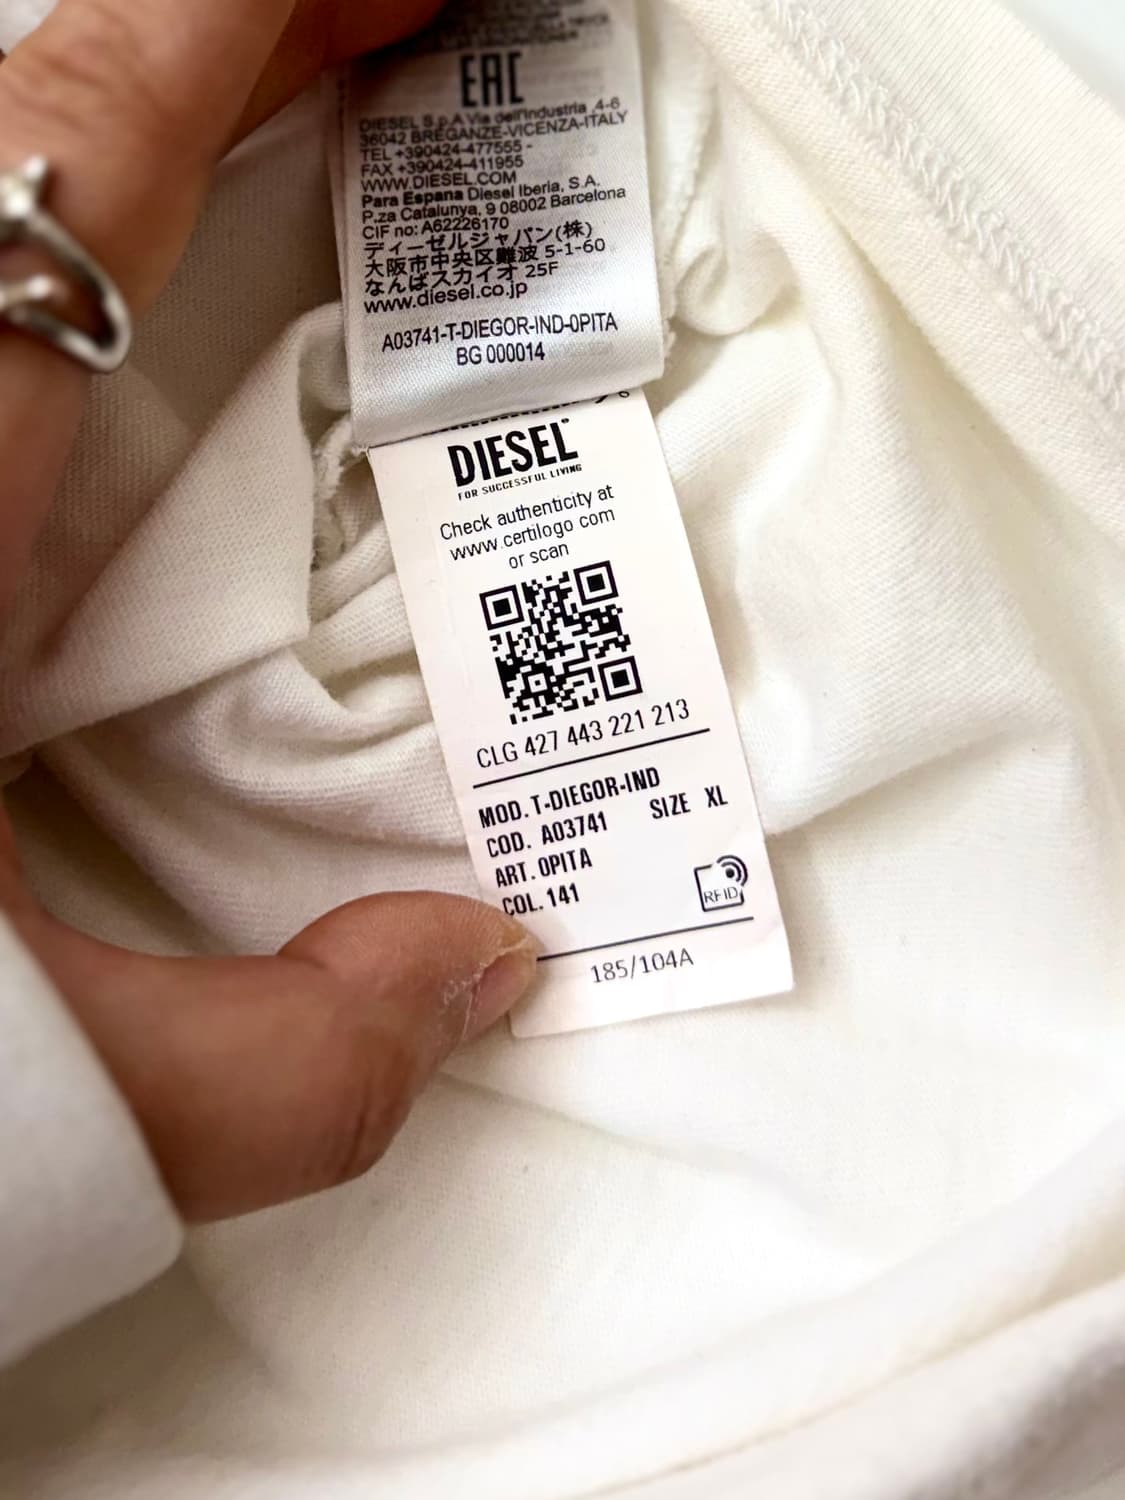 EAC
DIESEL S.p.A Via dell'Industria ,4-6
36042 BREGANZE-VICENZA-ITALY
TEL +390424-477555 -
FAX +390424-411955
WWW.DIESEL.COM
Para Espana Diesel Iberia, S.A.
P.za Catalunya, 9 08002 Barcelona
CIF no: A62226170
ディーゼルジャパン(株)
大阪市中央区難波 5-1-60
なんばスカイオ 25F
www.diesel.co.jp
A03741-T-DIEGOR-IND-0PITA
BG 000014
DIESEL
FOR SUCCESSFUL LIVING
Check authenticity at
www.certilogo com
or scan
CLG 427 443 221 213
MOD. T-DIEGOR-IND
COD. A03741 SIZE XL
ART. 0PITA
COL. 141
RFID
185/104A